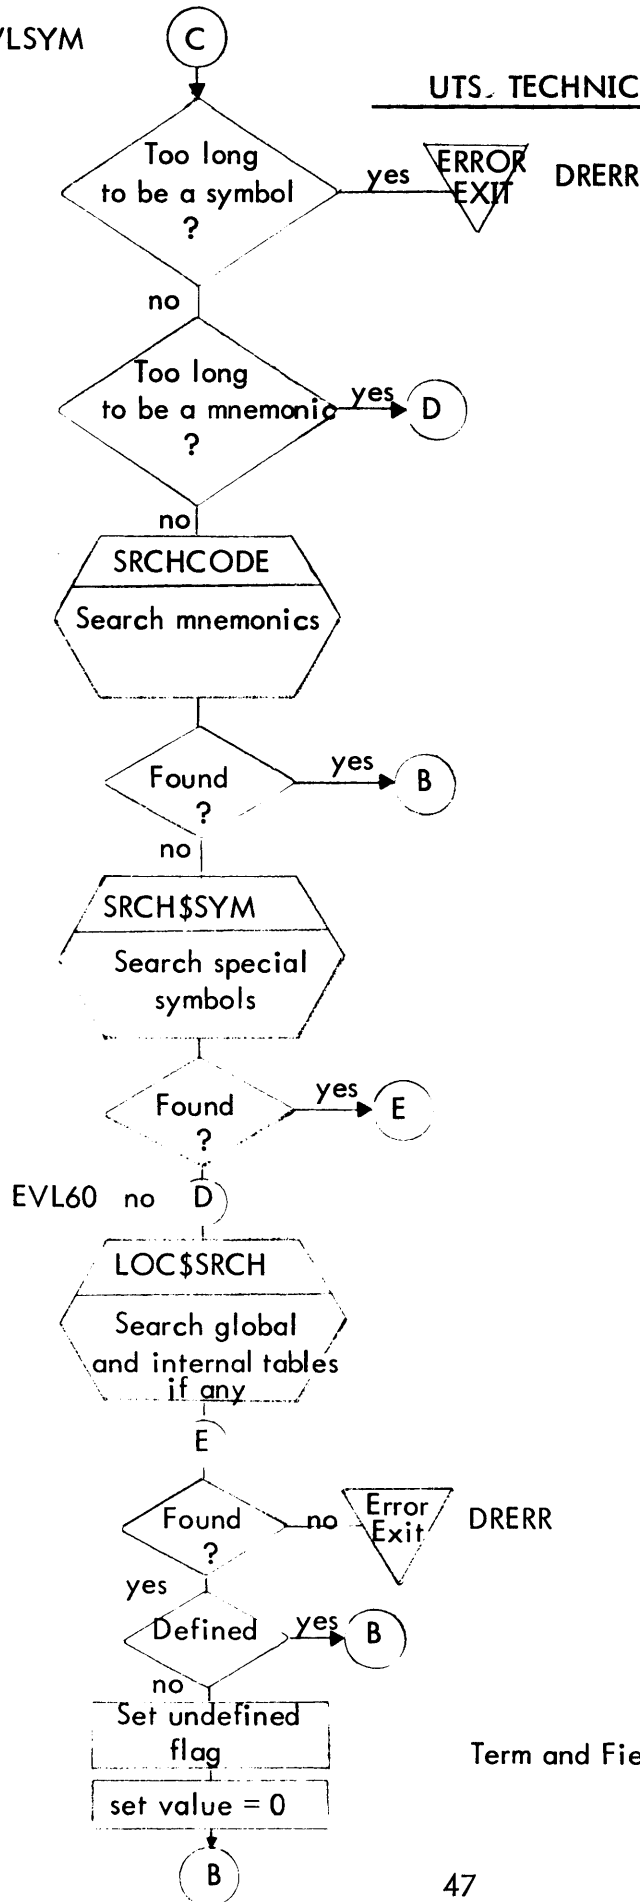 VLSYM
C
UTS TECHNIC
Too long
to be a symbol
?
yes
ERROR
EXIT
DRERR
no
Too long
to be a mnemonic
?
yes
D
no
SRCHCODE
Search mnemonics
Found
?
yes
B
no
SRCH$SYM
Search special
symbols
Found
?
yes
E
EVL60 no D
LOC$SRCH
Search global
and internal tables
if any
E
Found
?
no
Error
Exit
DRERR
yes
Defined
yes
B
no
Set undefined
flag
Term and Fie
set value = 0
B
47